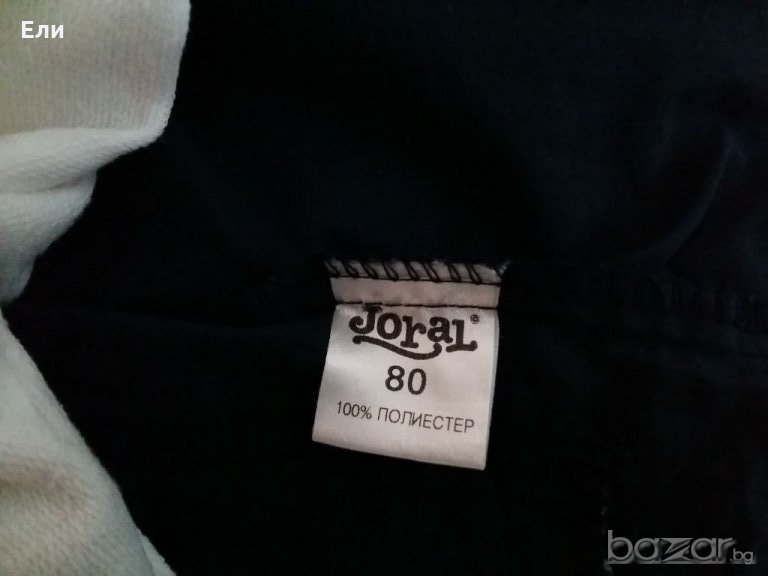 Ели
Joral©
80
100% ПОЛИЕСТЕР
bazar.bg